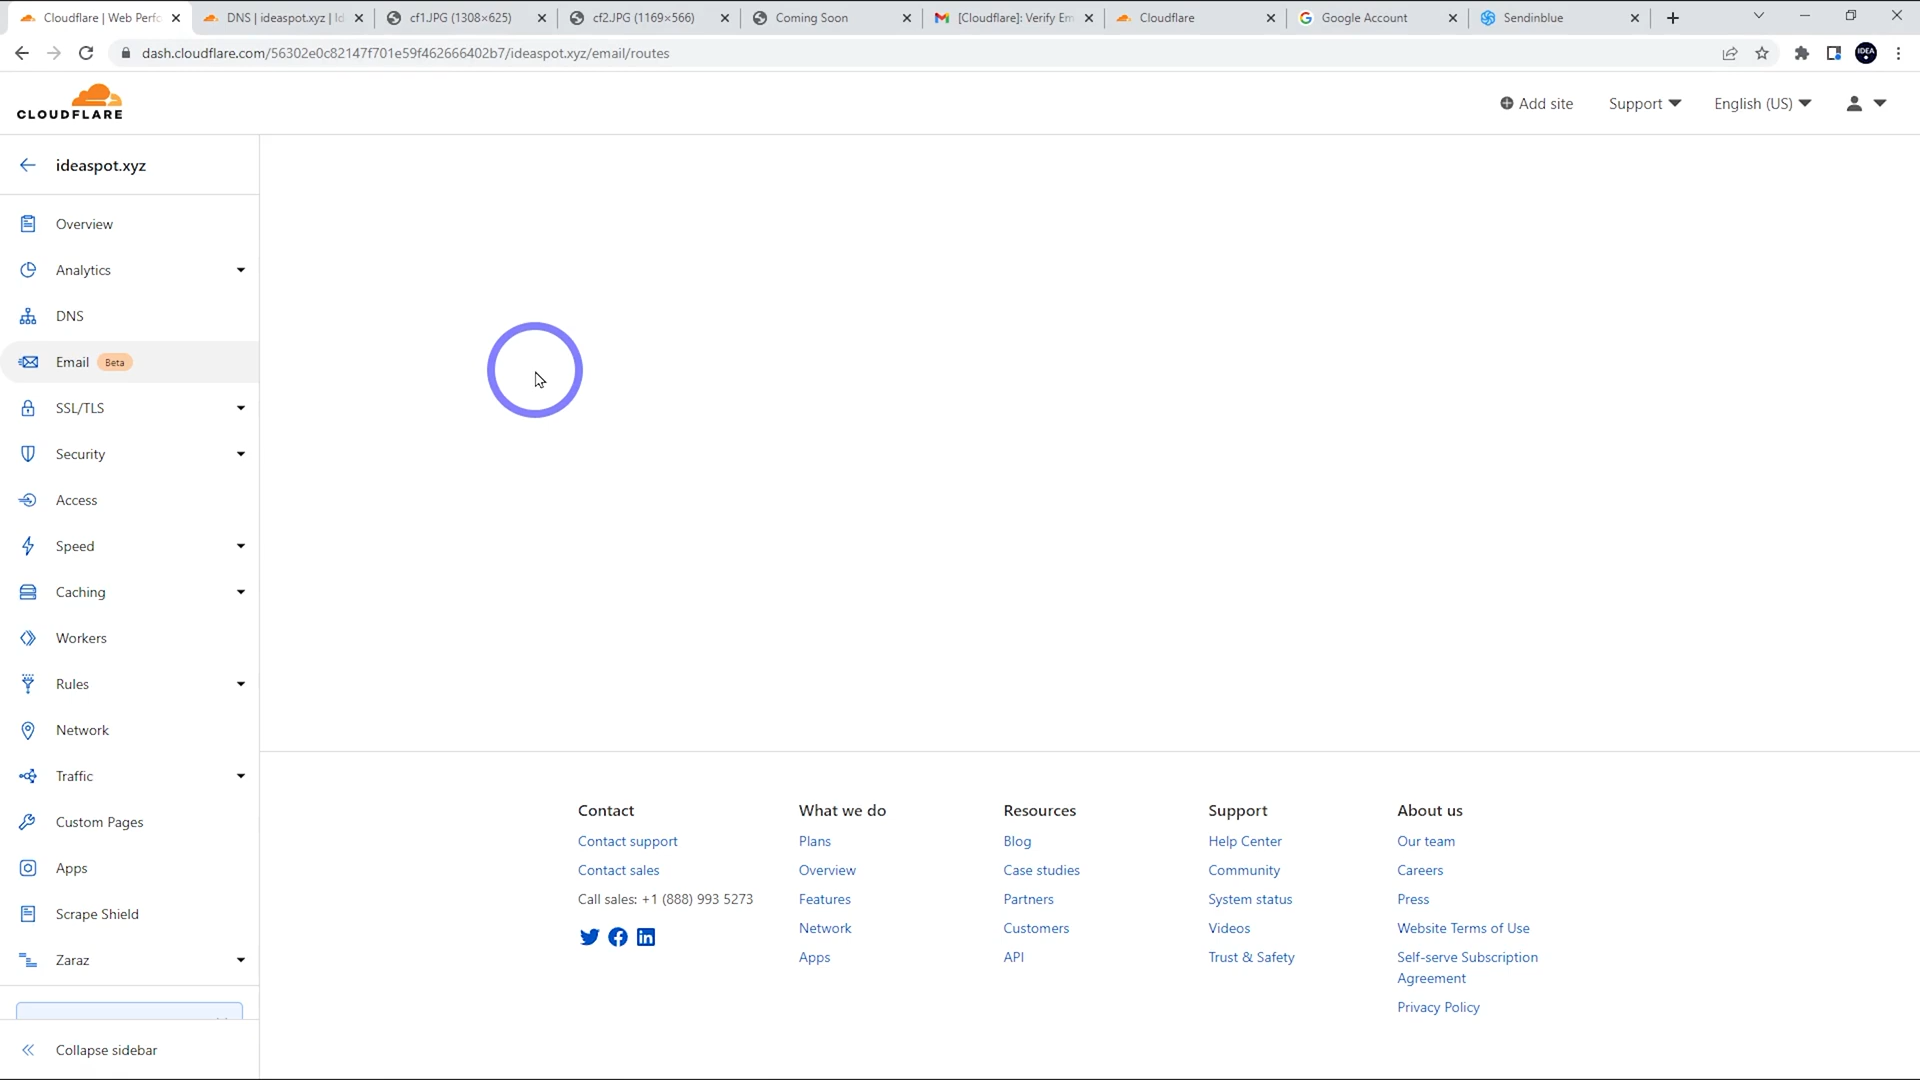 Cloudflare | Web Perfo
DNS | ideaspot.xyz | Id
cf1.JPG (1308×625)
cf2.JPG (1169×566)
Coming Soon
[Cloudflare]: Verify Em
Cloudflare
Google Account
Sendinblue
dash.cloudflare.com/56302e0c82147f701e59f462666402b7/ideaspot.xyz/email/routes
IDEA
CLOUDFLARE
Add site
Support
English (US)
ideaspot.xyz
Overview
Analytics
DNS
Email Beta
SSL/TLS
Security
Access
Speed
Caching
Workers
Rules
Network
Traffic
Custom Pages
Apps
Scrape Shield
Zaraz
Collapse sidebar
Contact
Contact support
Contact sales
Call sales: +1 (888) 993 5273
What we do
Plans
Overview
Features
Network
Apps
Resources
Blog
Case studies
Partners
Customers
API
Support
Help Center
Community
System status
Videos
Trust & Safety
About us
Our team
Careers
Press
Website Terms of Use
Self-serve Subscription
Agreement
Privacy Policy